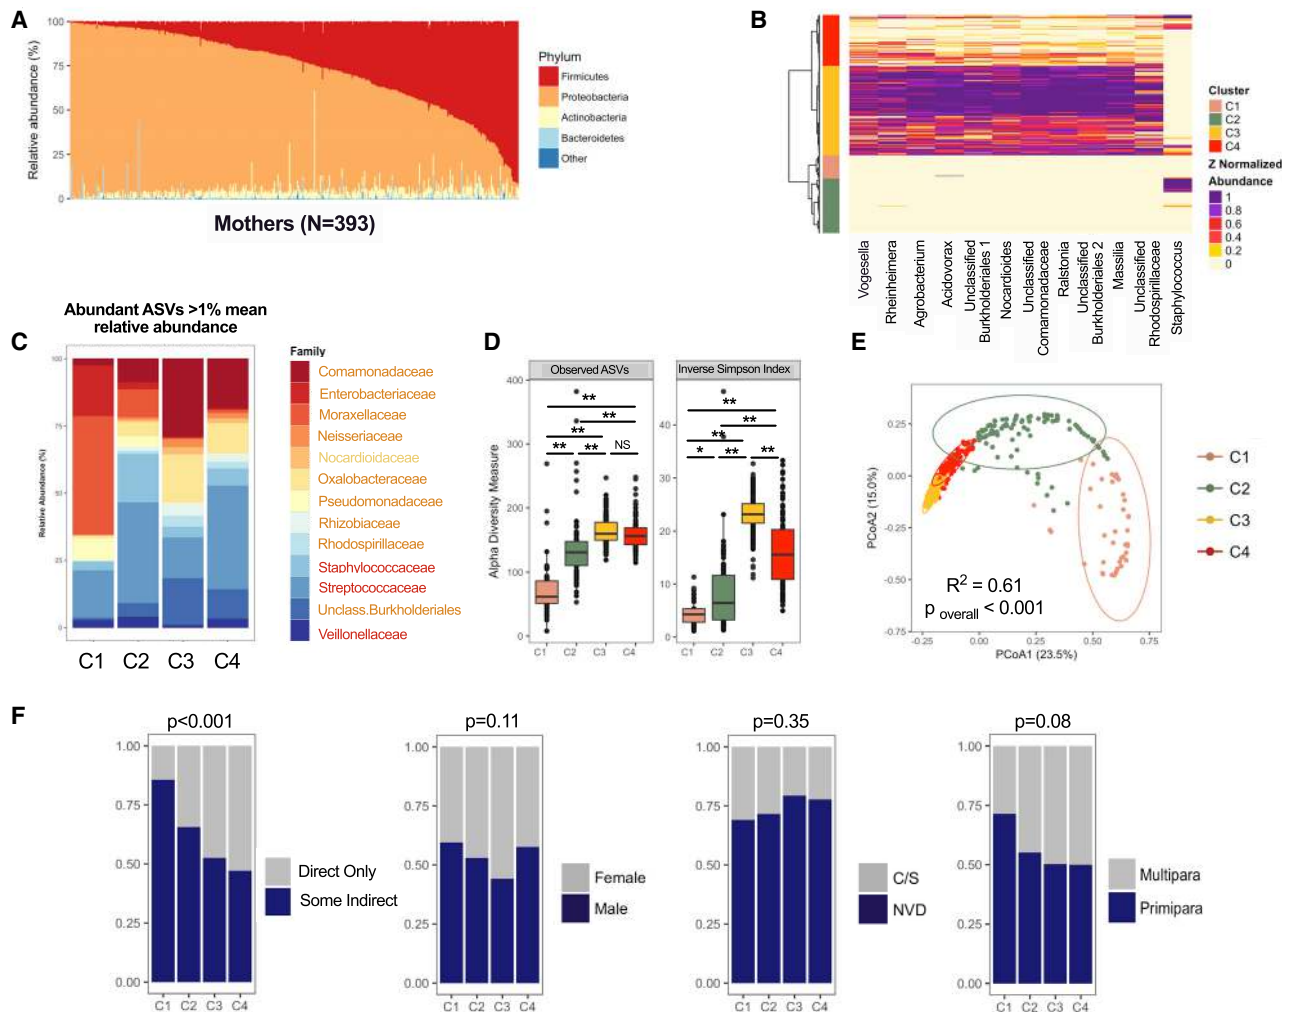 A
100
75
50
25
0
Relative abundance (%)
Mothers (N=393)
Phylum
Firmicutes
Proteobacteria
Actinobacteria
Bacteroidetes
Other
B
Vogesella
Rheinheimera
Agrobacterium
Acidovorax
Unclassified
Burkholderiales 1
Nocardioides
Unclassified
Comamonadaceae
Ralstonia
Unclassified
Burkholderiales 2
Massilia
Unclassified
Rhodospirillaceae
Staphylococcus
Cluster
C1
C2
C3
C4
Z Normalized
Abundance
1
0.8
0.6
0.4
0.2
0
C
Abundant ASVs >1% mean
relative abundance
Relative Abundance (%)
100
75
50
25
0
C1 C2 C3 C4
Family
Comamonadaceae
Enterobacteriaceae
Moraxellaceae
Neisseriaceae
Nocardioidaceae
Oxalobacteraceae
Pseudomonadaceae
Rhizobiaceae
Rhodospirillaceae
Staphvlococcaceae
Streptococcaceae
Unclass.Burkholderiales
Veillonellaceae
D
Observed ASVs
Alpha Diversity Measure
400
300
200
100
0
**
**
**
** ** NS
C1 C2 C3 C4
Inverse Simpson Index
40
30
20
10
0
**
**
**
* ** **
C1 C2 C3 C4
E
PCoA2 (15.0%)
0.25
0.00
-0.25
-0.50
-0.75
R2 = 0.61
p overall < 0.001
-0.25 0.00 0.25 0.50 0.75
PCoA1 (23.5%)
C1
C2
C3
C4
F
p<0.001
1.00
0.75
0.50
0.25
0.00
C1 C2 C3 C4
Direct Only
Some Indirect
p=0.11
1.00
0.75
0.50
0.25
0.00
C1 C2 C3 C4
Female
Male
p=0.35
1.00
0.75
0.50
0.25
0.00
C1 C2 C3 C4
C/S
NVD
p=0.08
1.00
0.75
0.50
0.25
0.00
C1 C2 C3 C4
Multipara
Primipara